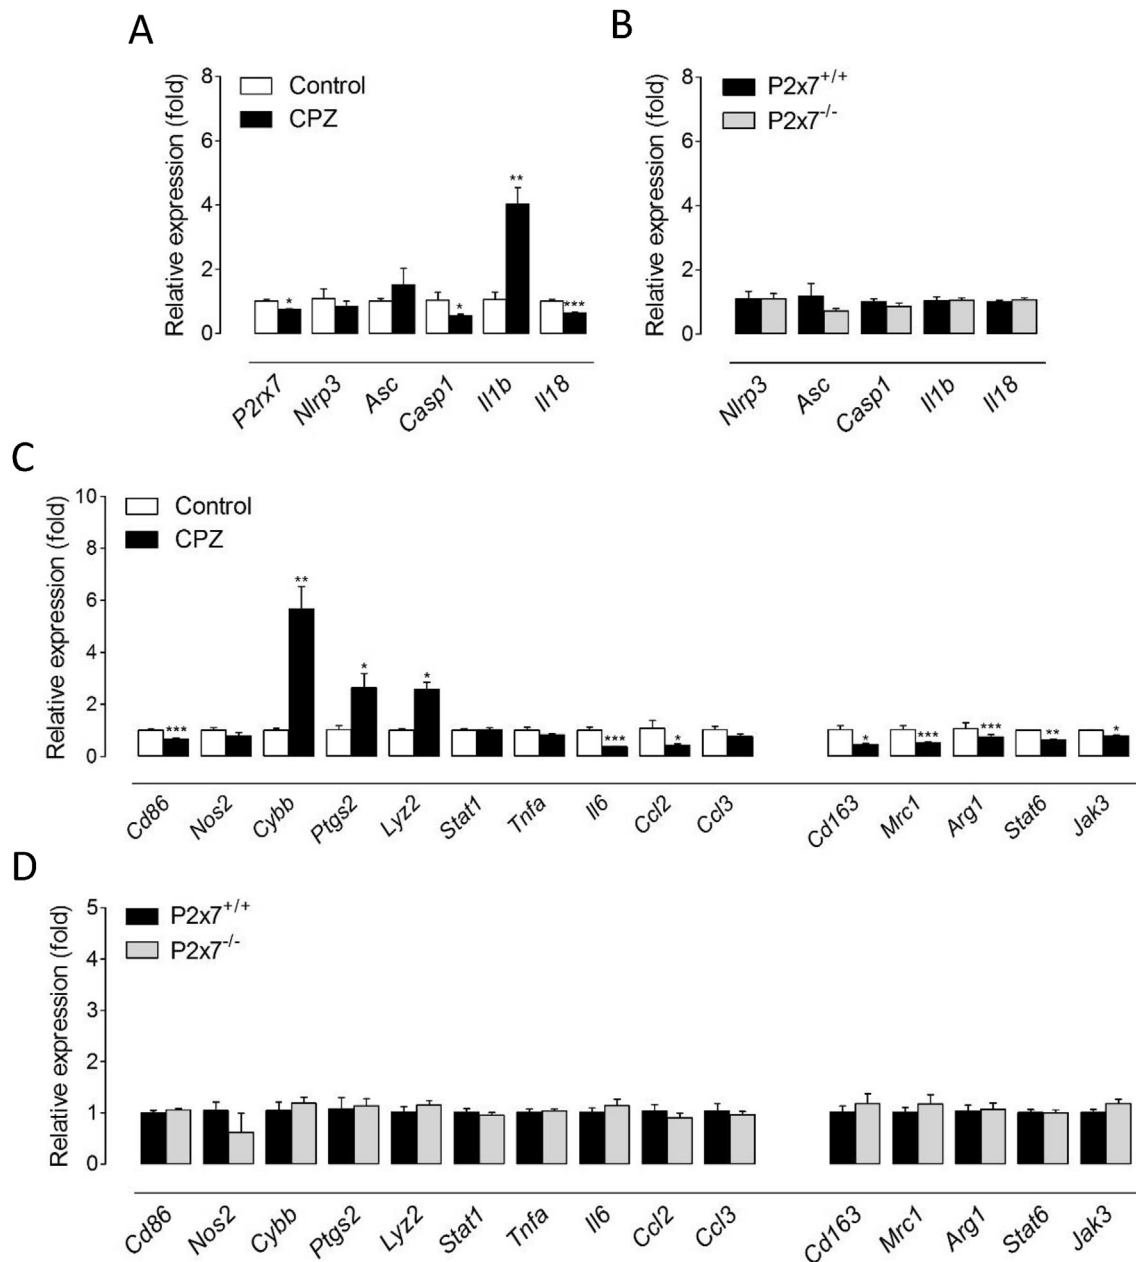 A
Relative expression (fold)
8
6
4
2
0
Control
CPZ
*
*
**
***
P2rx7 Nlrp3 Asc Casp1 Il1b Il18
B
Relative expression (fold)
8
6
4
2
0
P2x7+/+
P2x7-/-
Nlrp3 Asc Casp1 Il1b Il18
C
Relative expression (fold)
10
8
6
4
2
0
Control
CPZ
***
**
*
*
***
*
*
***
***
**
*
Cd86 Nos2 Cybb Ptgs2 Lyz2 Stat1 Tnfa Il6 Ccl2 Ccl3 Cd163 Mrc1 Arg1 Stat6 Jak3
D
Relative expression (fold)
5
4
3
2
1
0
P2x7+/+
P2x7-/-
Cd86 Nos2 Cybb Ptgs2 Lyz2 Stat1 Tnfa Il6 Ccl2 Ccl3 Cd163 Mrc1 Arg1 Stat6 Jak3